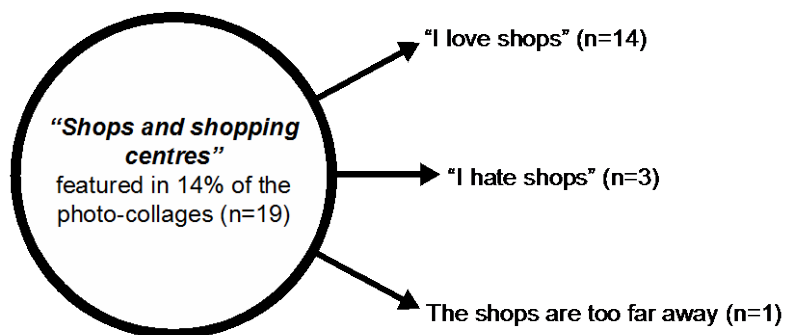 “Shops and shopping
centres”
featured in 14% of the
photo-collages (n=19)
“I love shops” (n=14)
“I hate shops” (n=3)
The shops are too far away (n=1)